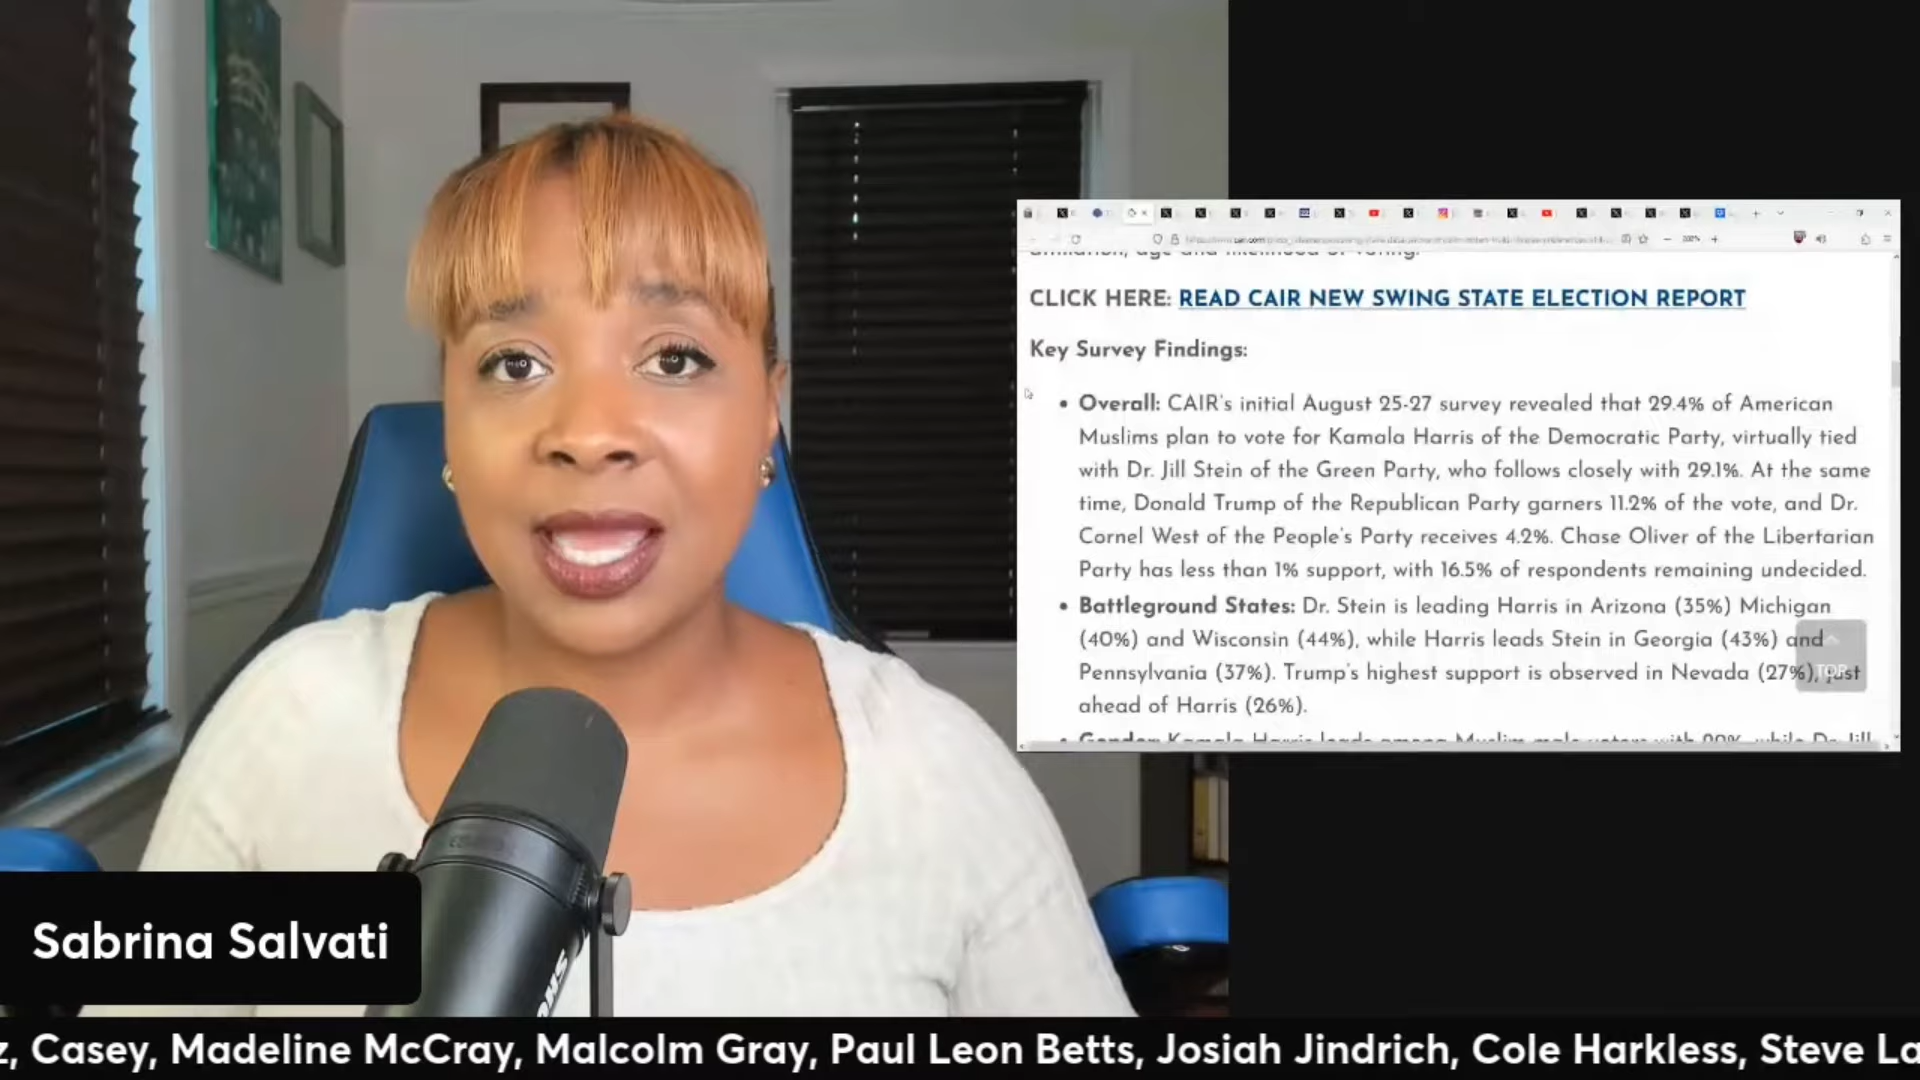 CLICK HERE: READ CAIR NEW SWING STATE ELECTION REPORT
Key Survey Findings:
• Overall: CAIR's initial August 25-27 survey revealed that 29.4% of American
Muslims plan to vote for Kamala Harris of the Democratic Party, virtually tied
with Dr. Jill Stein of the Green Party, who follows closely with 29.1%. At the same
time, Donald Trump of the Republican Party garners 11.2% of the vote, and Dr.
Cornel West of the People's Party receives 4.2%. Chase Oliver of the Libertarian
Party has less than 1% support, with 16.5% of respondents remaining undecided.
• Battleground States: Dr. Stein is leading Harris in Arizona (35%) Michigan
(40%) and Wisconsin (44%), while Harris leads Stein in Georgia (43%) and
Pennsylvania (37%). Trump's highest support is observed in Nevada (27%), just
ahead of Harris (26%).
TOP
Sabrina Salvati
z, Casey, Madeline McCray, Malcolm Gray, Paul Leon Betts, Josiah Jindrich, Cole Harkless, Steve La